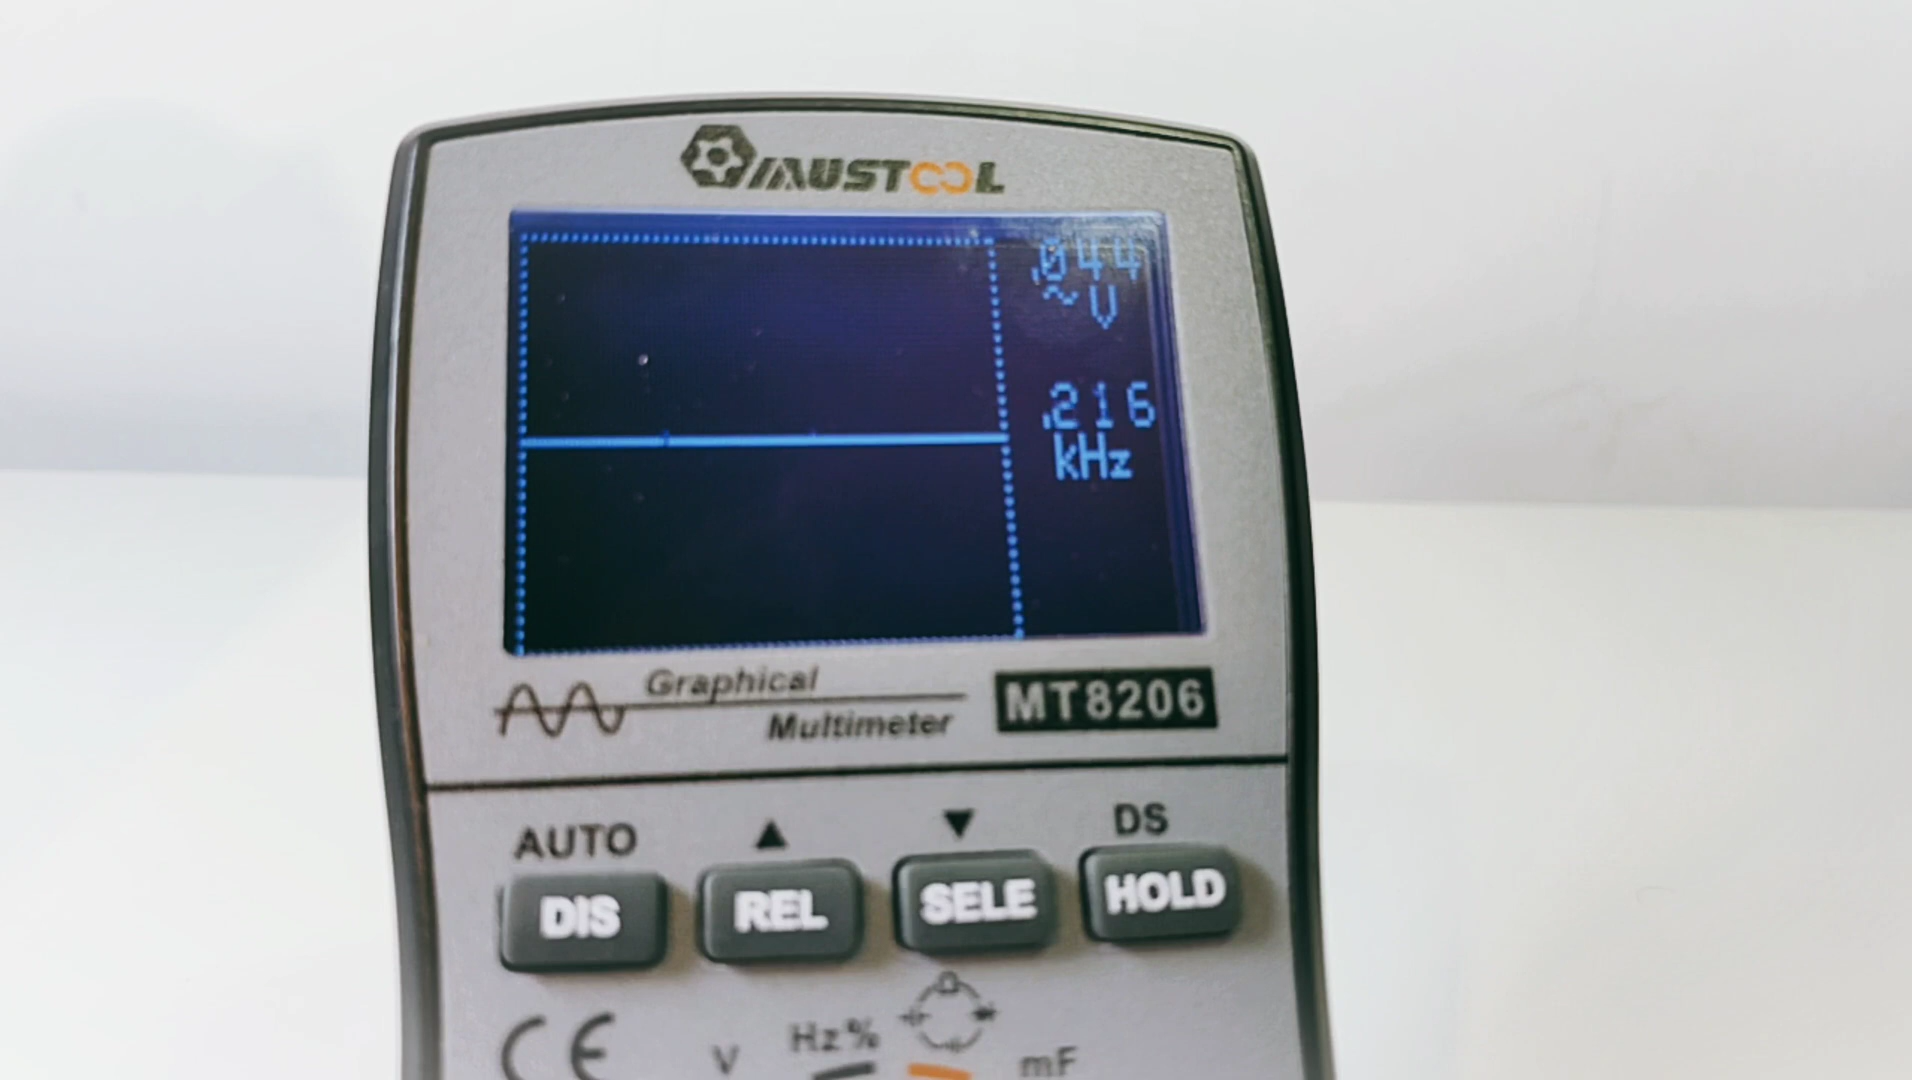 MUSTOOL
.044
~V
.216
kHz
Graphical
Multimeter
MT8206
AUTO ▲ ▼ DS
DIS REL SELE HOLD
CE V Hz% mF